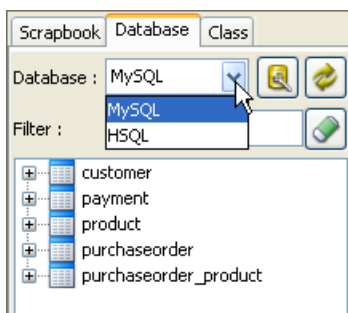 Scrapbook Database Class
Database : MySQL
MySQL
Filter : HSQL
customer
payment
product
purchaseorder
purchaseorder_product